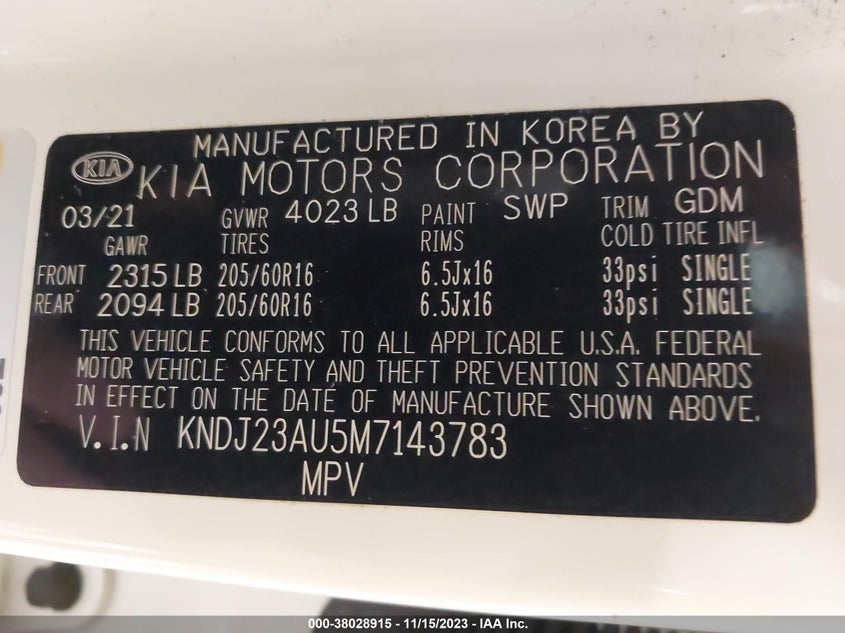 MANUFACTURED IN KOREA BY
KIA KIA MOTORS CORPORATION
03/21 GVWR 4023 LB PAINT SWP TRIM GDM
GAWR TIRES RIMS COLD TIRE INFL
FRONT 2315 LB 205/60R16 6.5Jx16 33psi SINGLE
REAR 2094 LB 205/60R16 6.5Jx16 33psi SINGLE
THIS VEHICLE CONFORMS TO ALL APPLICABLE U.S.A. FEDERAL
MOTOR VEHICLE SAFETY AND THEFT PREVENTION STANDARDS
IN EFFECT ON THE DATE OF MANUFACTURE SHOWN ABOVE.
V.I.N KNDJ23AU5M7143783
MPV
000-38028915 - 11/15/2023 - IAA Inc.